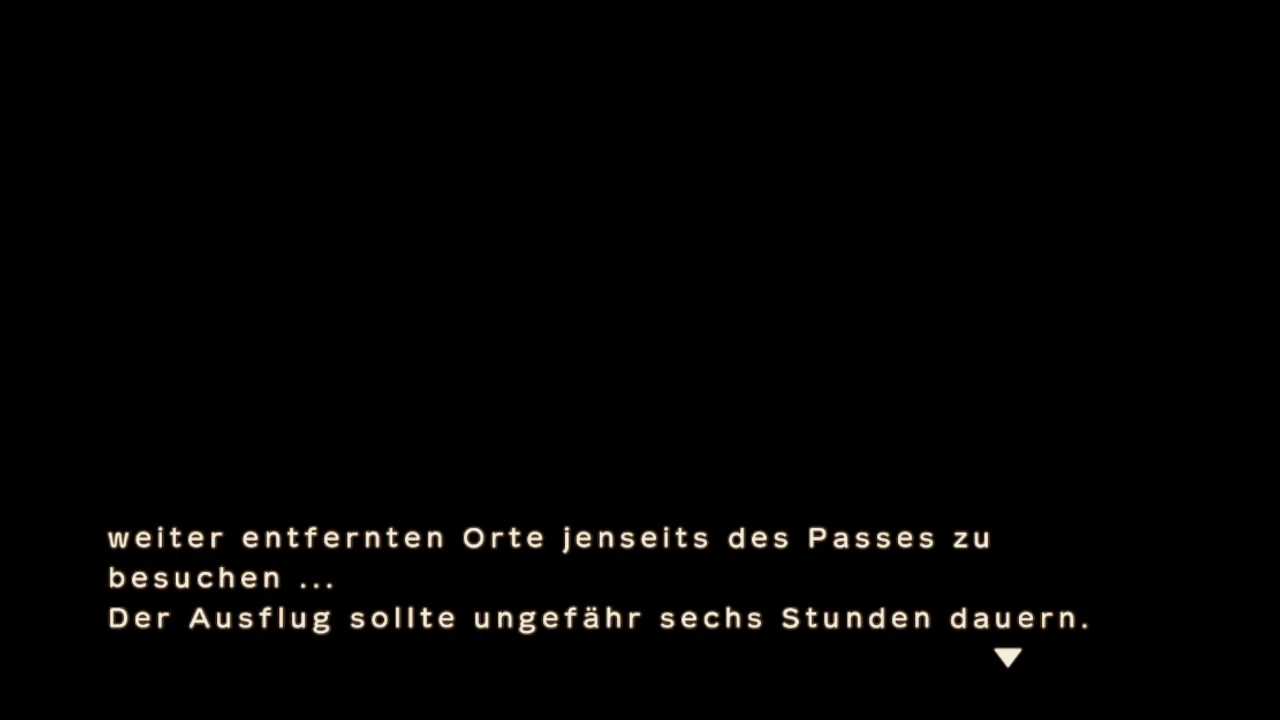 weiter entfernten Orte jenseits des Passes zu
besuchen ...
Der Ausflug sollte ungefähr sechs Stunden dauern.